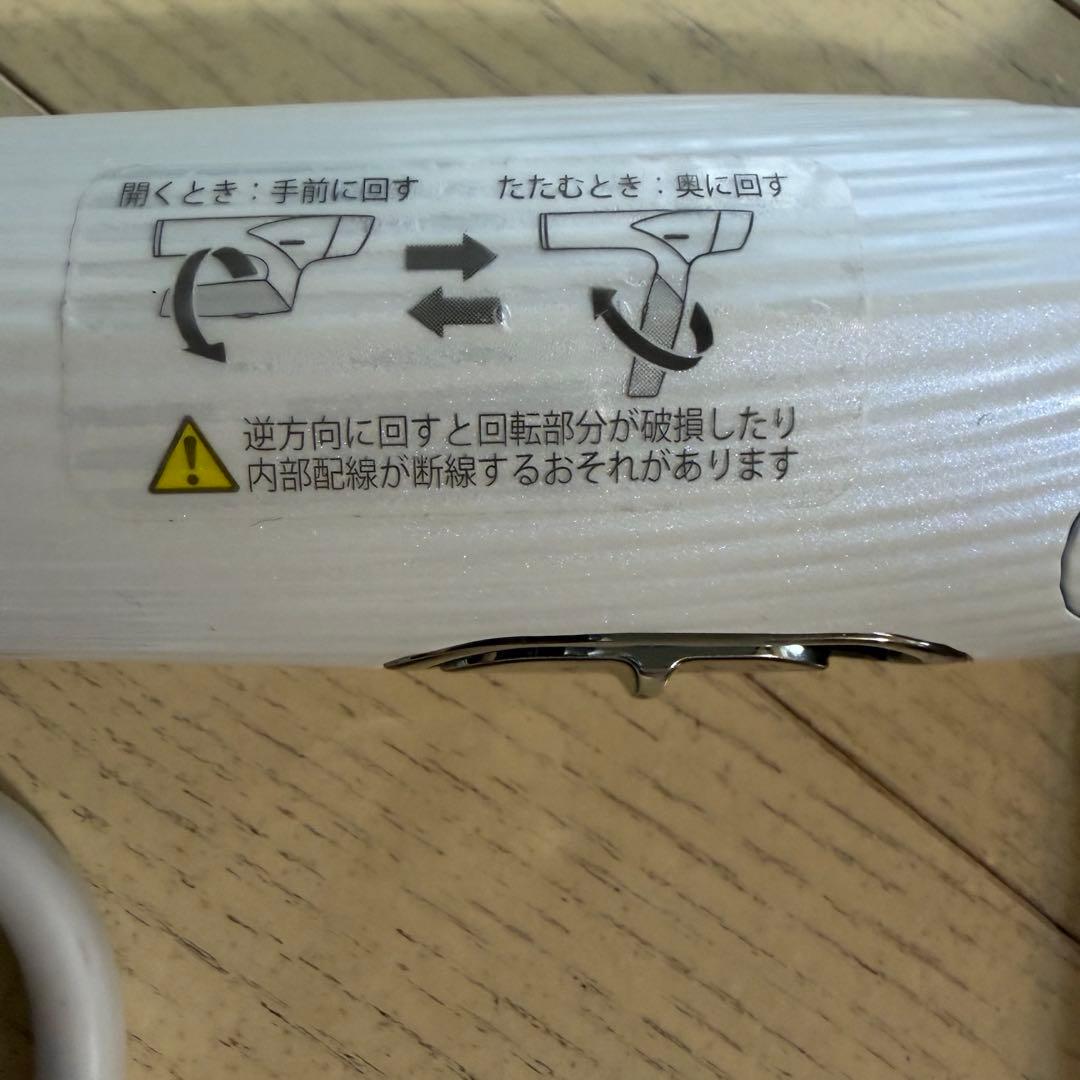 開くとき：手前に回す
たたむとき：奥に回す
逆方向に回すと回転部分が破損したり
内部配線が断線するおそれがあります